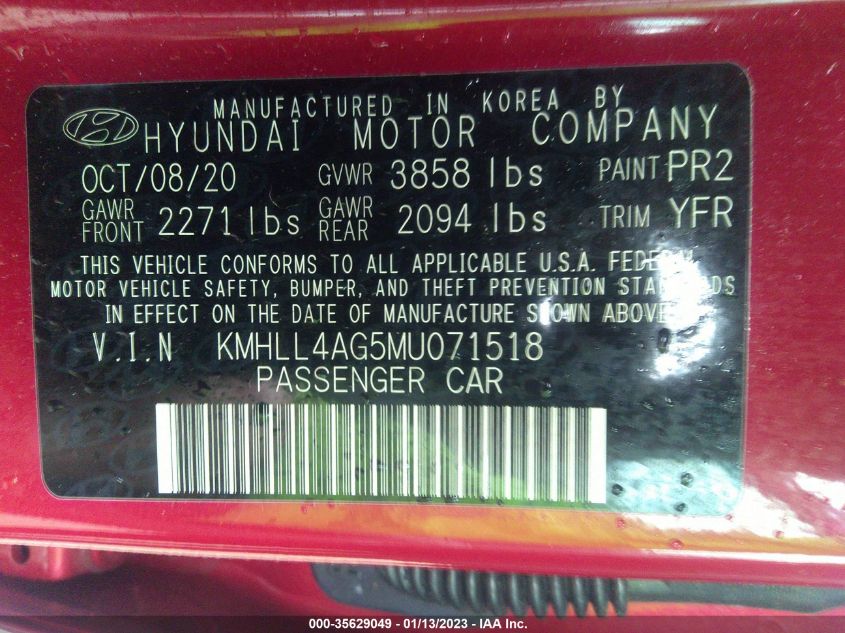 MANUFACTURED IN KOREA BY
HYUNDAI MOTOR COMPANY
OCT/08/20 GVWR 3858 lbs PAINT PR2
GAWR FRONT 2271 lbs GAWR REAR 2094 lbs TRIM YFR
THIS VEHICLE CONFORMS TO ALL APPLICABLE U.S.A. FEDERAL
MOTOR VEHICLE SAFETY, BUMPER, AND THEFT PREVENTION STANDARDS
IN EFFECT ON THE DATE OF MANUFACTURE SHOWN ABOVE
V.I.N KMHLL4AG5MU071518
PASSENGER CAR
000-35629049 — 01/13/2023 — IAA Inc.